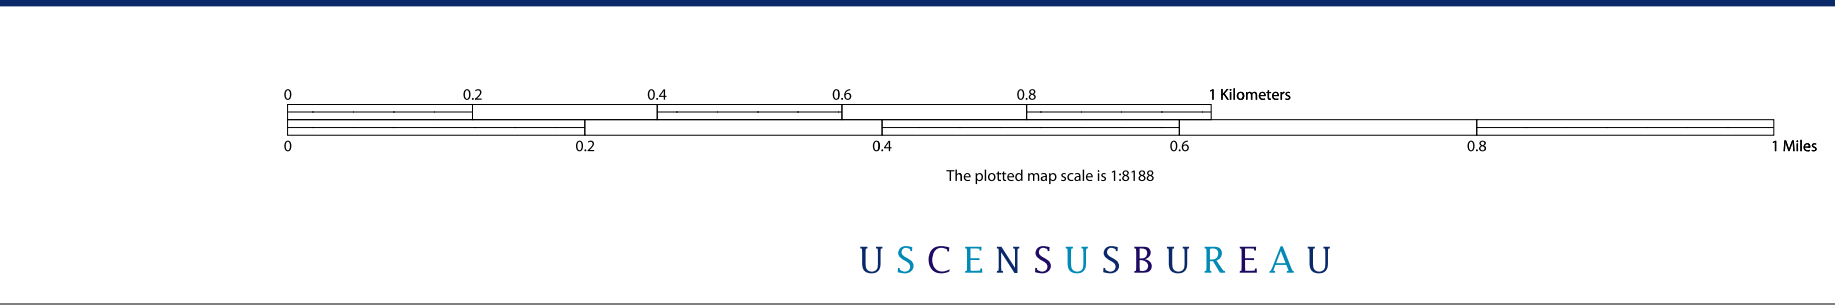 0 0.2 0.4 0.6 0.8 1 Kilometers
0 0.2 0.4 0.6 0.8 1 Miles
The plotted map scale is 1:8188
USCENSUSBUREAU